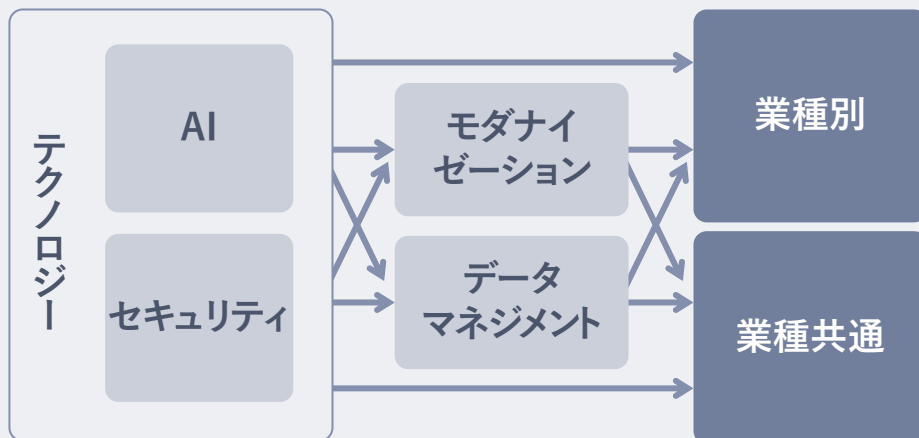 テクノロジー
AI
セキュリティ
モダナイ
ゼーション
データ
マネジメント
業種別
業種共通